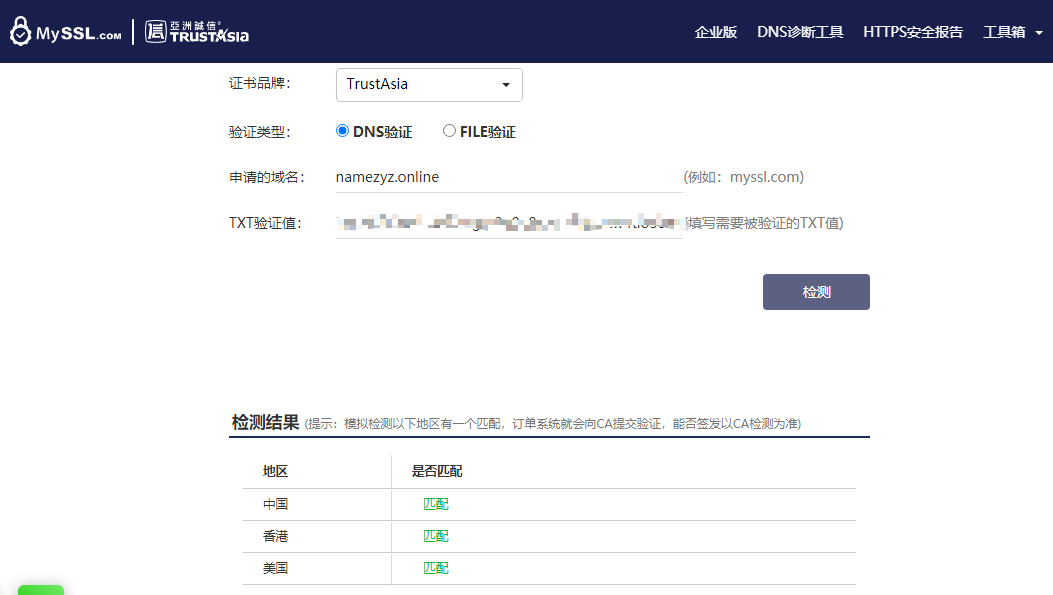 MySSL.COM 亞洲誠信 TRUSTASIA 企业版 DNS诊断工具 HTTPS安全报告 工具箱
证书品牌： TrustAsia
验证类型： DNS验证 FILE验证
申请的域名： namezyz.online (例如：myssl.com)
TXT验证值： 填写需要被验证的TXT值)
检测
检测结果 (提示：模拟检测以下地区有一个匹配，订单系统就会向CA提交验证，能否签发以CA检测为准)
地区 是否匹配
中国 匹配
香港 匹配
美国 匹配